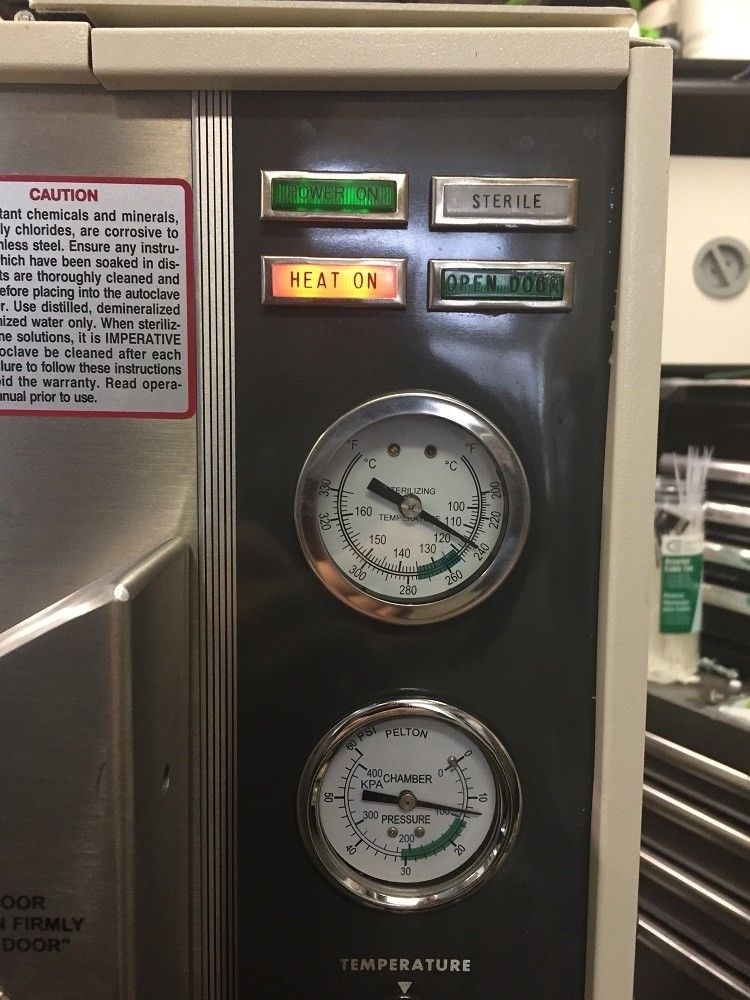 CAUTION
tant chemicals and minerals,
ly chlorides, are corrosive to
nless steel. Ensure any instru-
hich have been soaked in dis-
ts are thoroughly cleaned and
efore placing into the autoclave
r. Use distilled, demineralized
nized water only. When steriliz-
ne solutions, it is IMPERATIVE
oclave be cleaned after each
ilure to follow these instructions
oid the warranty. Read opera-
anual prior to use.
POWER ON
STERILE
HEAT ON
OPEN DOOR
°F °F
°C °C
STERILIZING
TEMPERATURE
100 110 120 130 140 150 160
200 220 240 260 280 300 320 330
60 PSI PELTON 0
400 CHAMBER 0
KPA
50 10
300 PRESSURE 100
200
40 20
30
OOR
N FIRMLY
DOOR"
TEMPERATURE